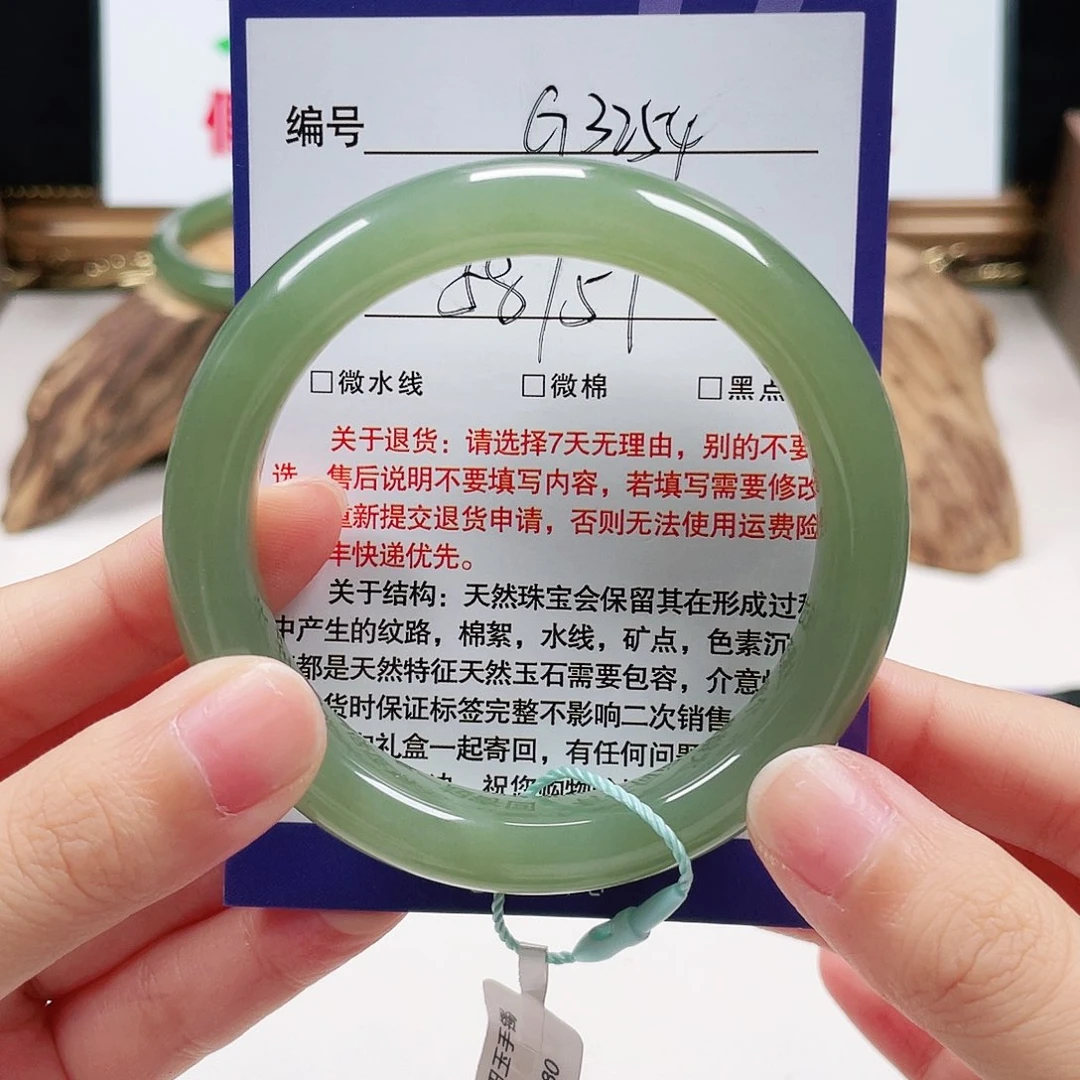 编号 G3254
58/51
□微水线 □微棉 □黑点
关于退货：请选择7天无理由，别的不要
选 售后说明不要填写内容，若填写需要修改
重新提交退货申请，否则无法使用运费险
快递优先。
关于结构：天然珠宝会保留其在形成过程
中产生的纹路，棉絮，水线，矿点，色素沉
都是天然特征天然玉石需要包容，介意
货时保证标签完整不影响二次销售
礼盒一起寄回，有任何问题
祝您购物